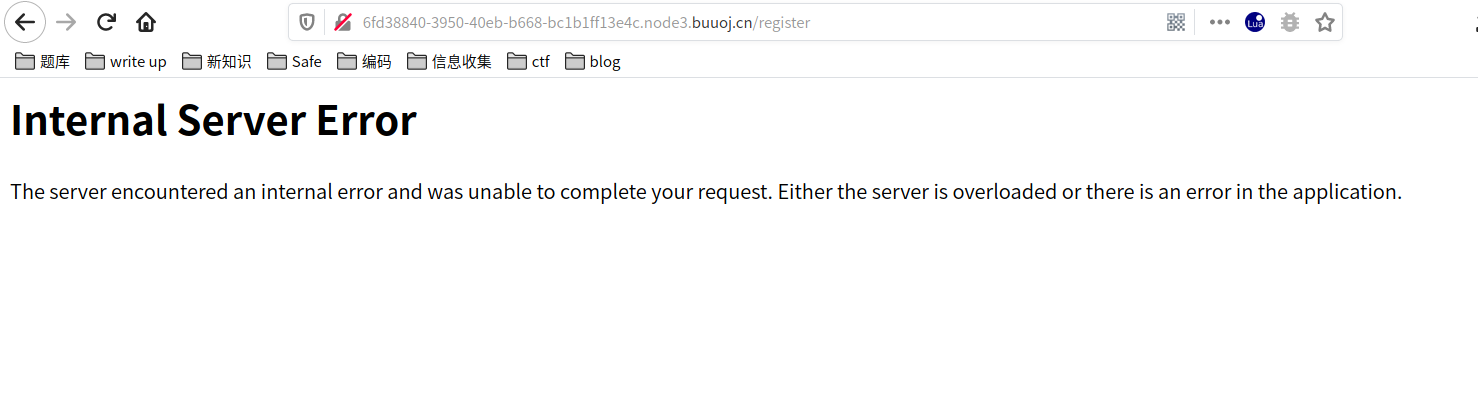 6fd38840-3950-40eb-b668-bc1b1ff13e4c.node3.buuoj.cn/register
Lua
题库 write up 新知识 Safe 编码 信息收集 ctf blog
Internal Server Error
The server encountered an internal error and was unable to complete your request. Either the server is overloaded or there is an error in the application.